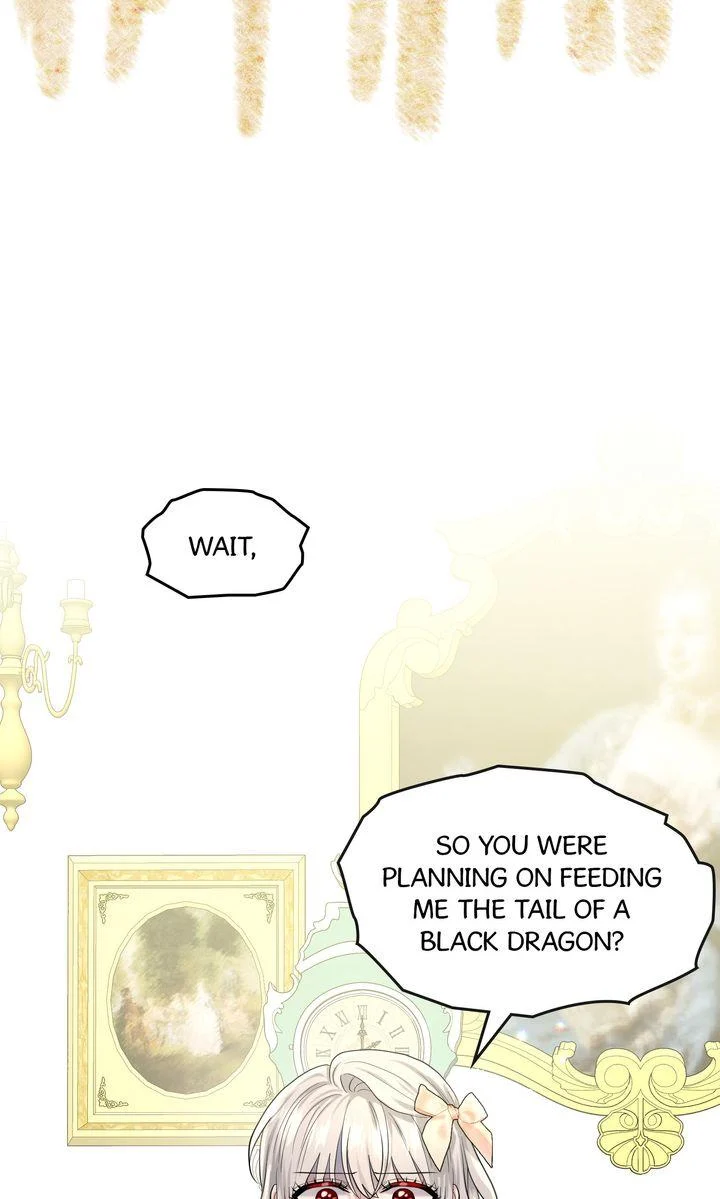 WAIT,
SO YOU WERE
PLANNING ON FEEDING
ME THE TAIL OF A
BLACK DRAGON?